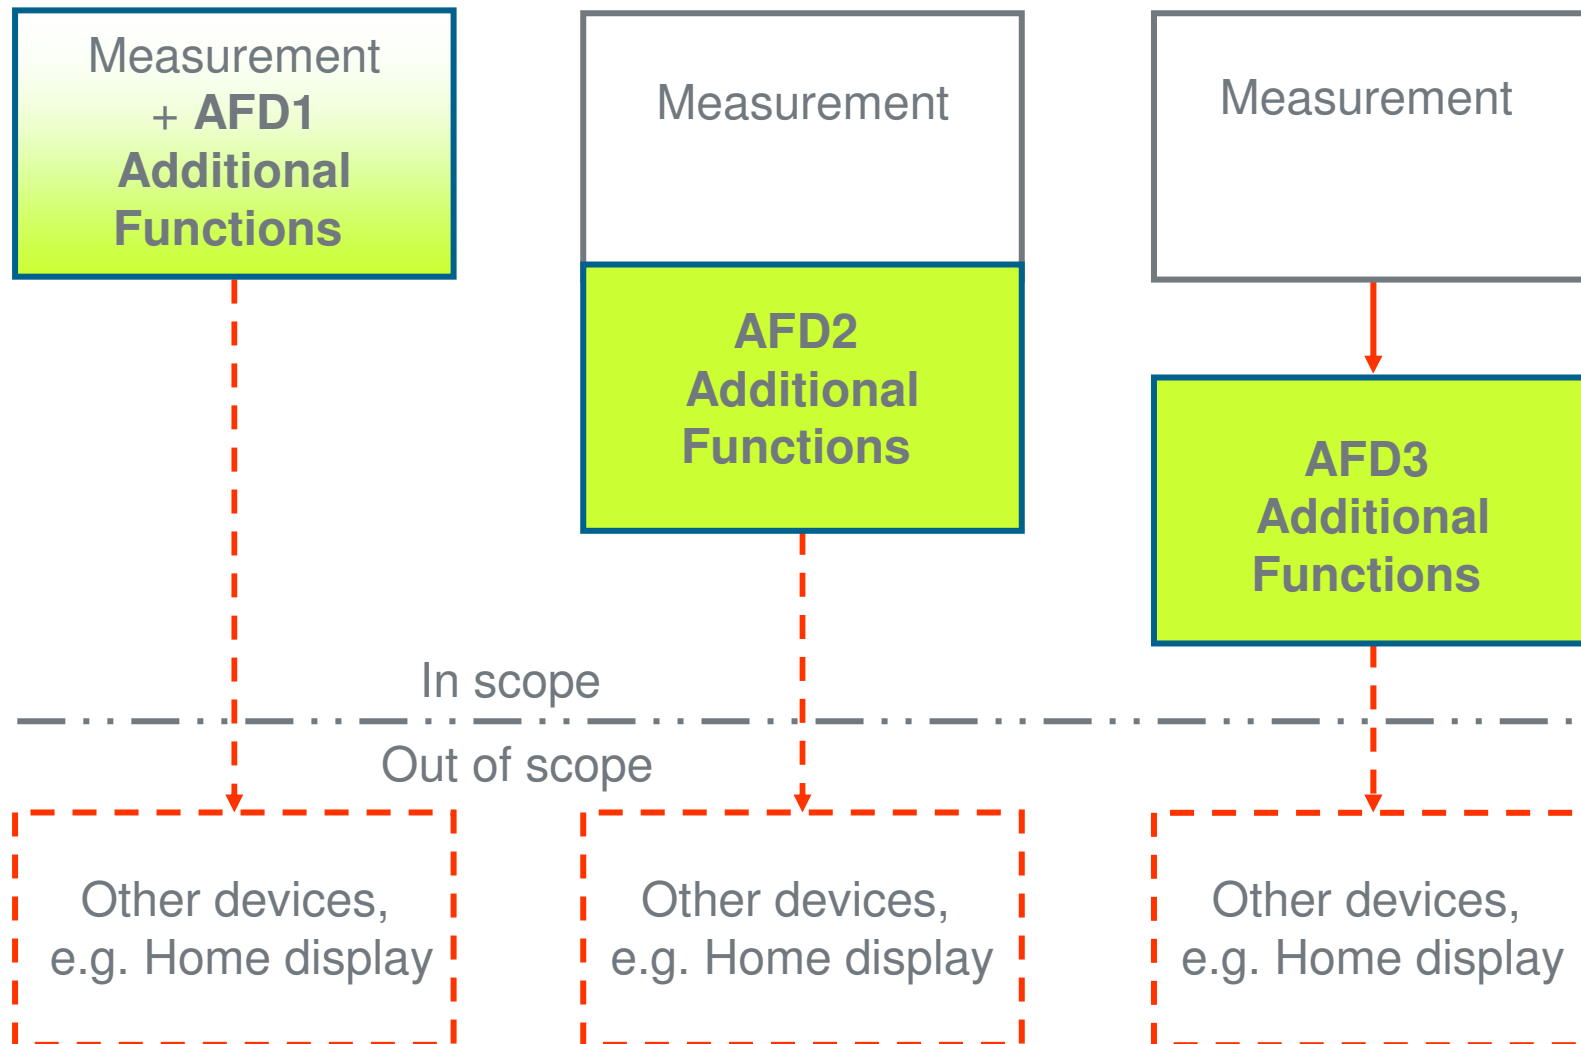 Measurement
+ AFD1
Additional
Functions
Measurement
AFD2
Additional
Functions
Measurement
AFD3
Additional
Functions
In scope
Out of scope
Other devices,
e.g. Home display
Other devices,
e.g. Home display
Other devices,
e.g. Home display